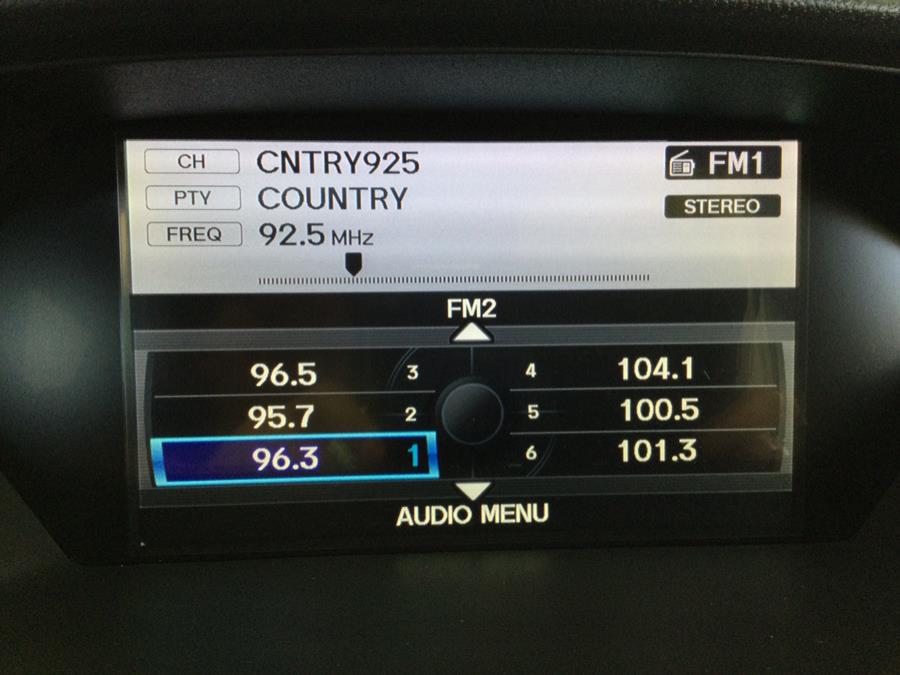 CH CNTRY925 FM1
PTY COUNTRY STEREO
FREQ 92.5 MHz
FM2
96.5 3 4 104.1
95.7 2 5 100.5
96.3 1 6 101.3
AUDIO MENU